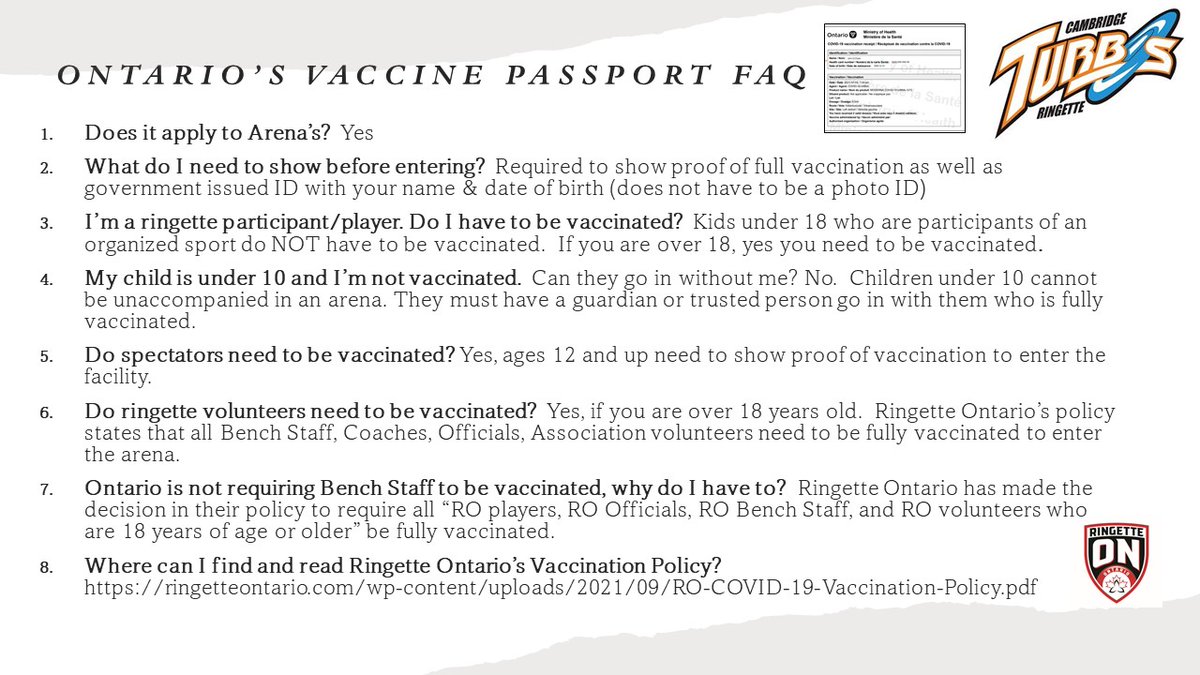 ONTARIO'S VACCINE PASSPORT FAQ
Ontario
Ministry of Health
Ministère de la Santé
CAMBRIDGE
TURBOS
RINGETTE
1. Does it apply to Arena's? Yes
2. What do I need to show before entering? Required to show proof of full vaccination as well as
government issued ID with your name & date of birth (does not have to be a photo ID)
3. I'm a ringette participant/player. Do I have to be vaccinated? Kids under 18 who are participants of an
organized sport do NOT have to be vaccinated. If you are over 18, yes you need to be vaccinated.
4. My child is under 10 and I'm not vaccinated. Can they go in without me? No. Children under 10 cannot
be unaccompanied in an arena. They must have a guardian or trusted person go in with them who is fully
vaccinated.
5. Do spectators need to be vaccinated? Yes, ages 12 and up need to show proof of vaccination to enter the
facility.
6. Do ringette volunteers need to be vaccinated? Yes, if you are over 18 years old. Ringette Ontario's policy
states that all Bench Staff, Coaches, Officials, Association volunteers need to be fully vaccinated to enter
the arena.
7. Ontario is not requiring Bench Staff to be vaccinated, why do I have to? Ringette Ontario has made the
decision in their policy to require all "RO players, RO Officials, RO Bench Staff, and RO volunteers who
are 18 years of age or older" be fully vaccinated.
8. Where can I find and read Ringette Ontario's Vaccination Policy?
https://ringetteontario.com/wp-content/uploads/2021/09/RO-COVID-19-Vaccination-Policy.pdf
RINGETTE
ON
ONTARIO